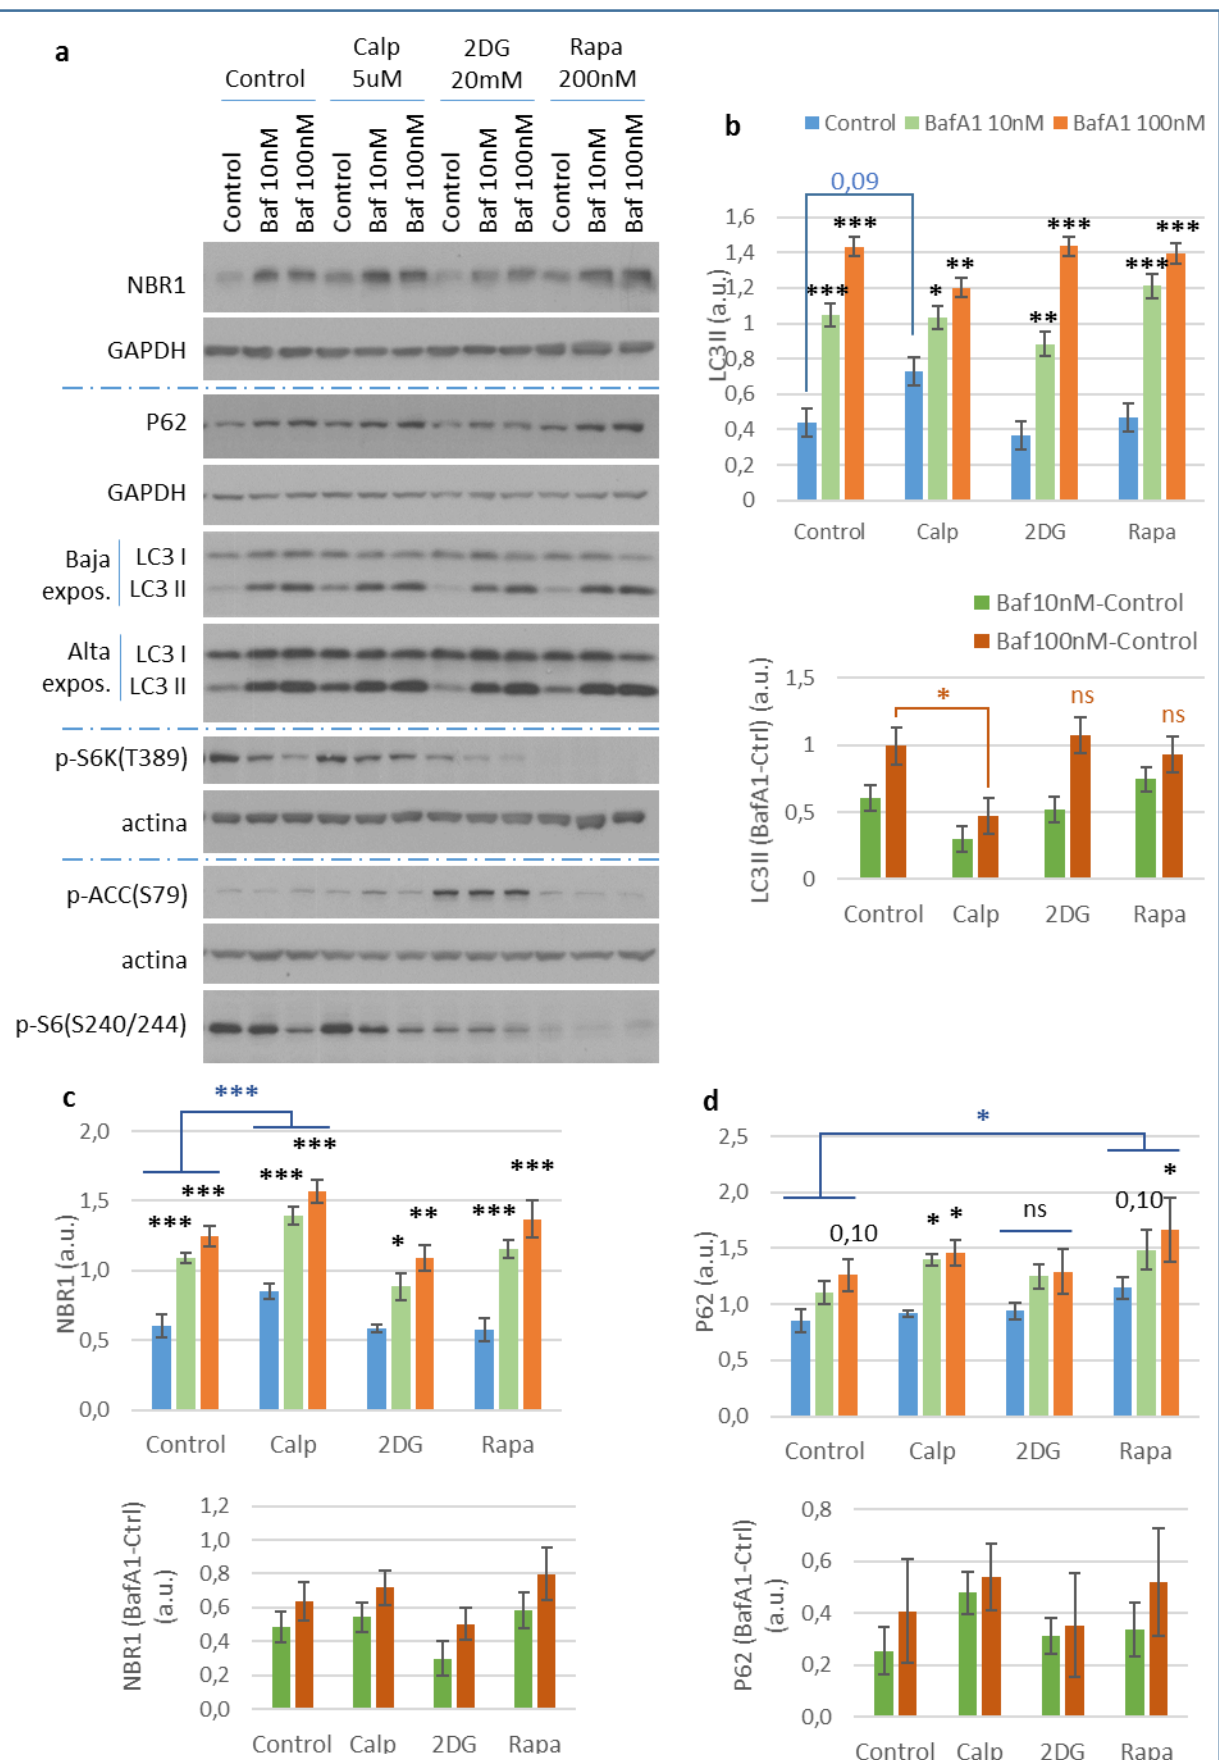 a
Control
Calp
5uM
2DG
20mM
Rapa
200nM
Control
Baf 10nM
Baf 100nM
Control
Baf 10nM
Baf 100nM
Control
Baf 10nM
Baf 100nM
Control
Baf 10nM
Baf 100nM
NBR1
GAPDH
P62
GAPDH
Baja
expos.
LC3 I
LC3 II
Alta
expos.
LC3 I
LC3 II
p-S6K(T389)
actina
p-ACC(S79)
actina
p-S6(S240/244)
b
Control BafA1 10nM BafA1 100nM
0,09
LC3II (a.u.)
1,6
1,4
1,2
1
0,8
0,6
0,4
0,2
0
*** ***
* **
** ***
*** ***
Control Calp 2DG Rapa
Baf10nM-Control
Baf100nM-Control
LC3II (BafA1-Ctrl) (a.u.)
1,5
1
0,5
0
*
ns
ns
Control Calp 2DG Rapa
c
***
NBR1 (a.u.)
2,0
1,5
1,0
0,5
0,0
*** ***
*** ***
* **
*** ***
Control Calp 2DG Rapa
NBR1 (BafA1-Ctrl)
(a.u.)
1,2
1,0
0,8
0,6
0,4
0,2
0,0
Control Calp 2DG Rapa
d
*
P62 (a.u.)
2,5
2,0
1,5
1,0
0,5
0,0
0,10
* *
ns
0,10 *
Control Calp 2DG Rapa
P62 (BafA1-Ctrl)
(a.u.)
0,8
0,6
0,4
0,2
0,0
Control Calp 2DG Rapa